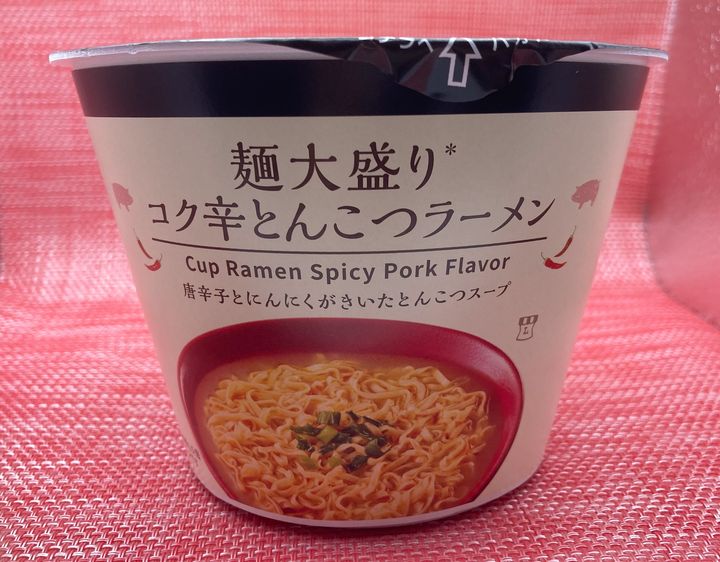 麺大盛り*
コク辛とんこつラーメン
Cup Ramen Spicy Pork Flavor
唐辛子とにんにくがきいたとんこつスープ
L